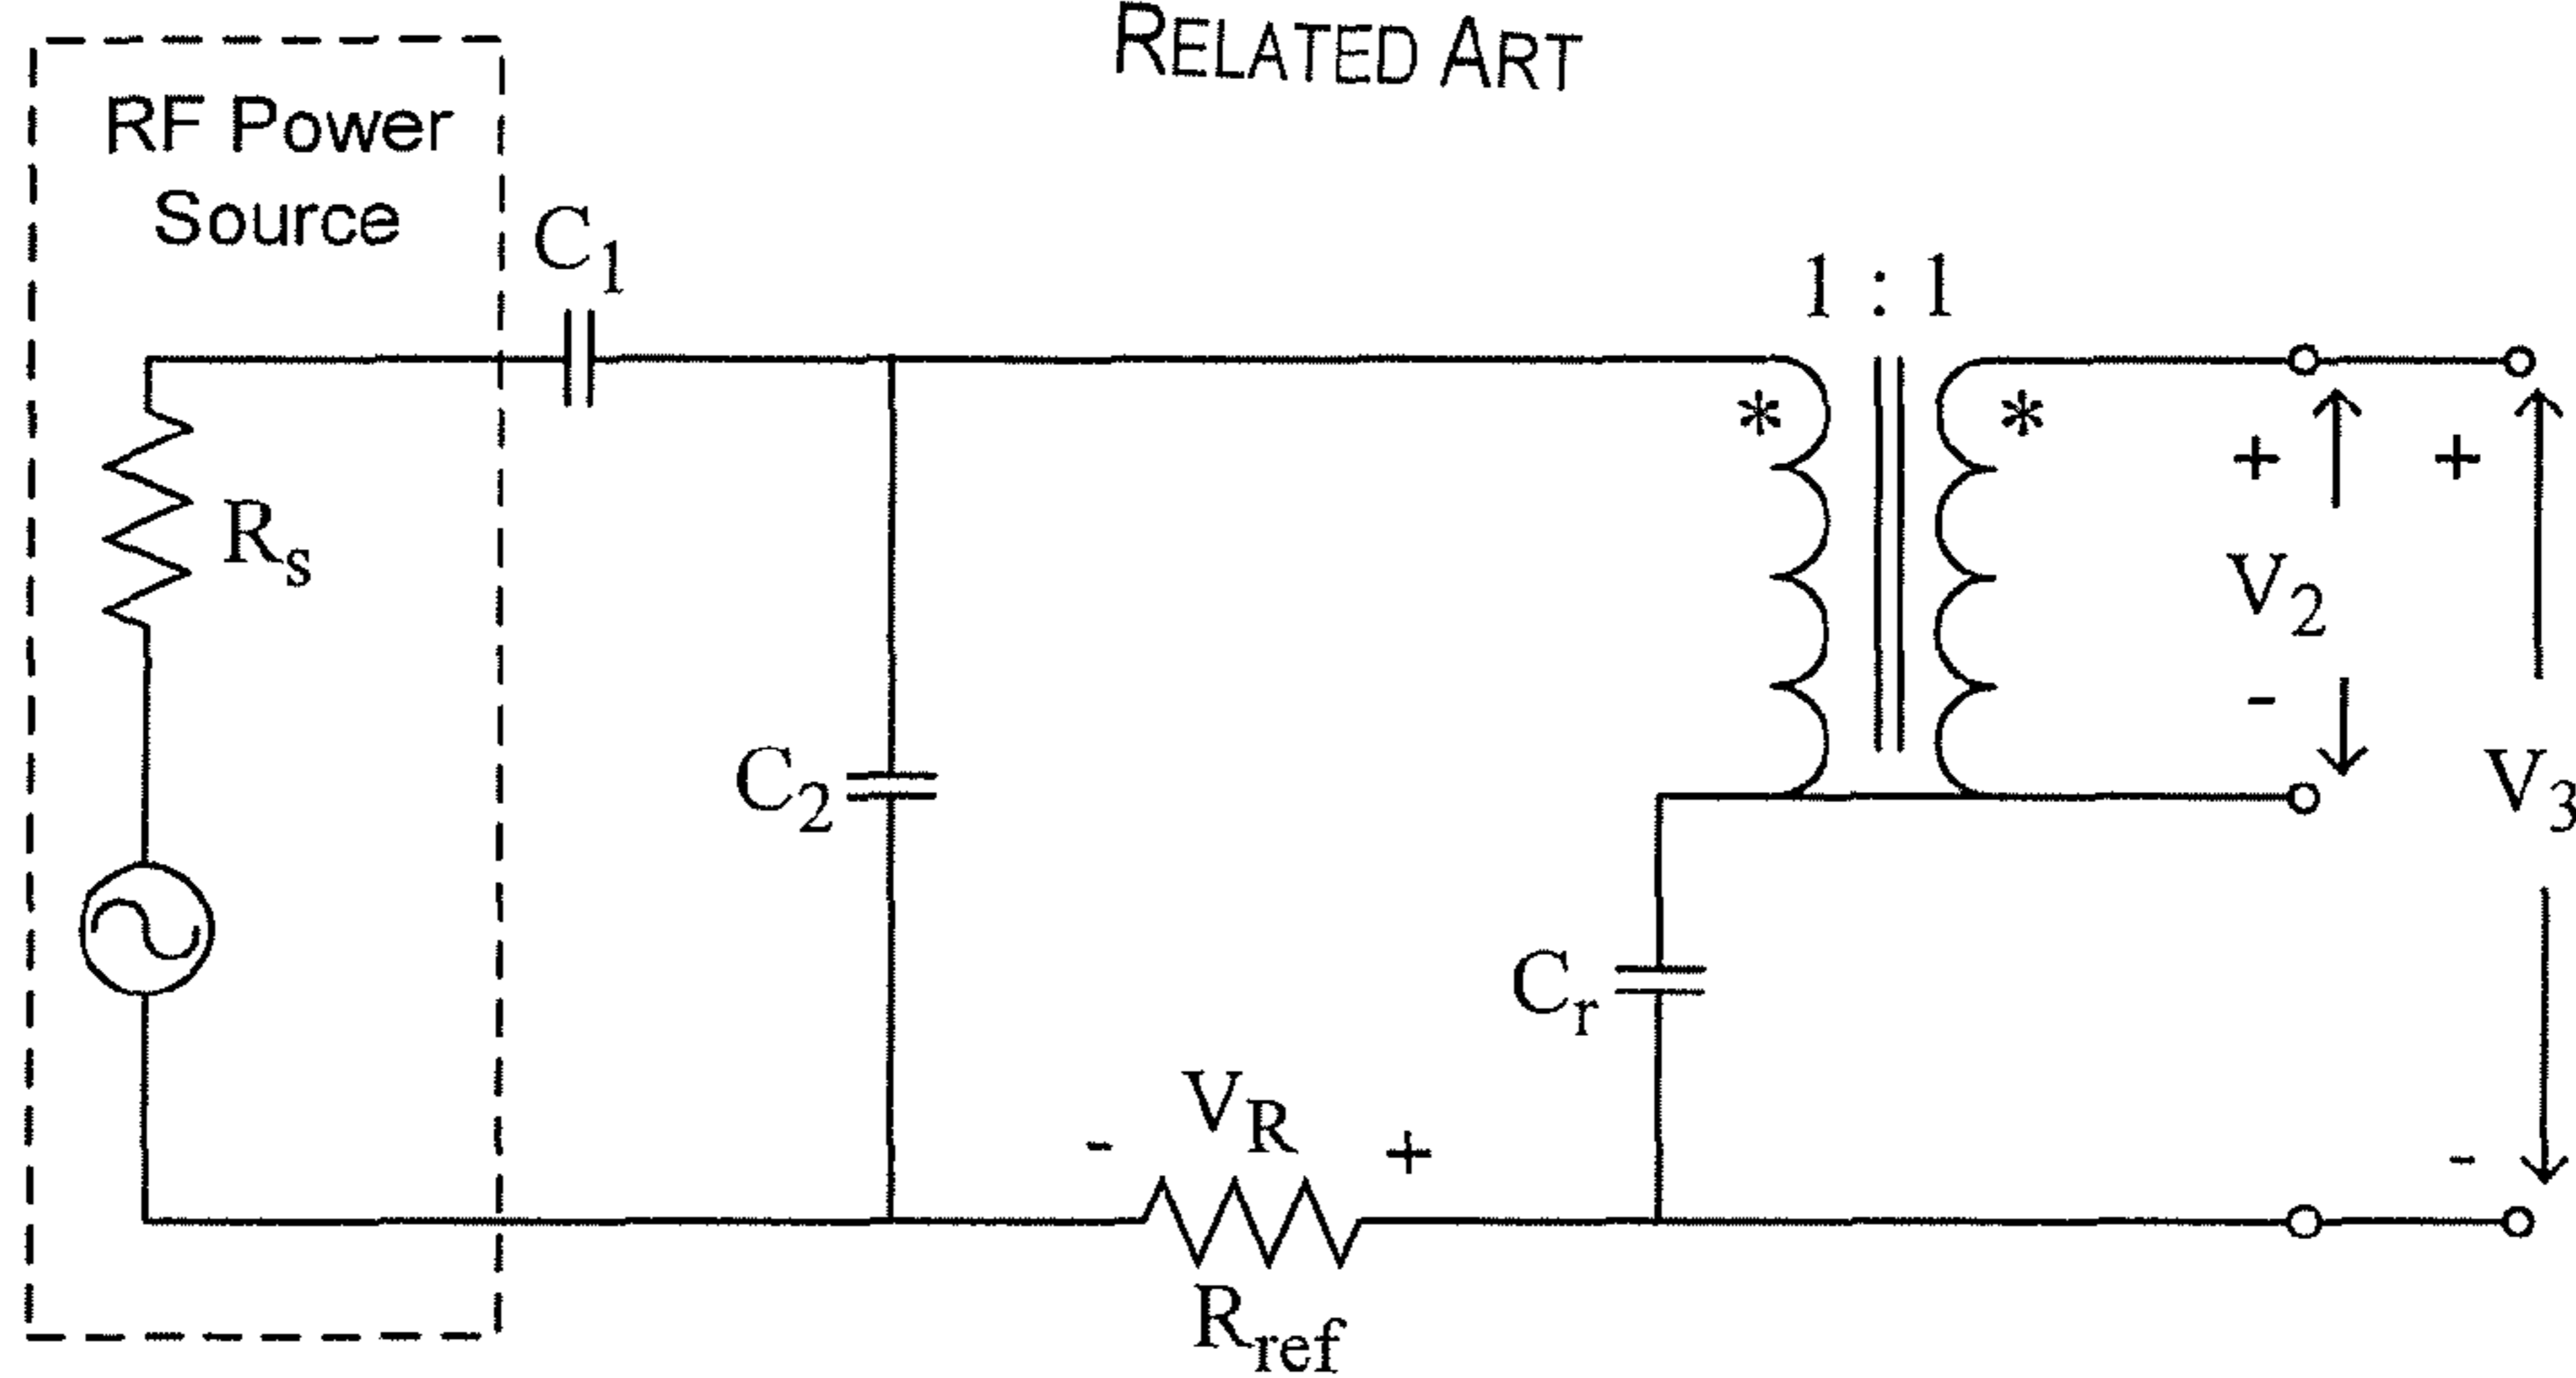 RELATED ART
RF Power
Source
C1
1 : 1
* *
Rs
+ +
V2
-
C2
V3
Cr
VR
- + -
Rref